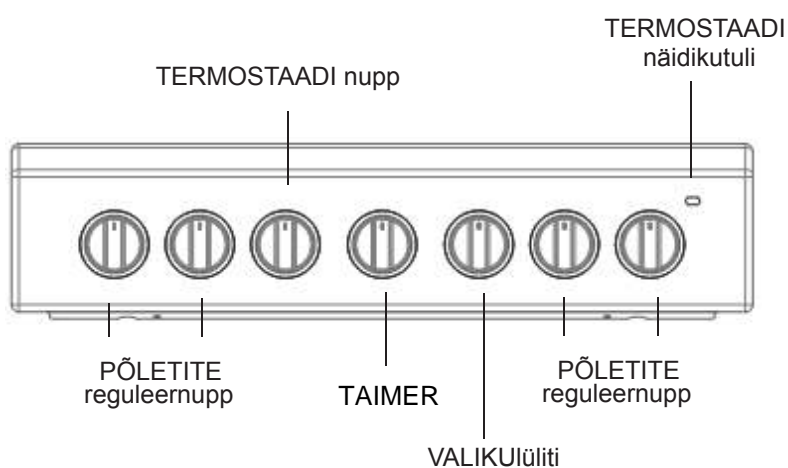 TERMOSTAADI
näidikutuli
TERMOSTAADI nupp
PÕLETITE
reguleernupp
TAIMER
PÕLETITE
reguleernupp
VALIKUlüliti